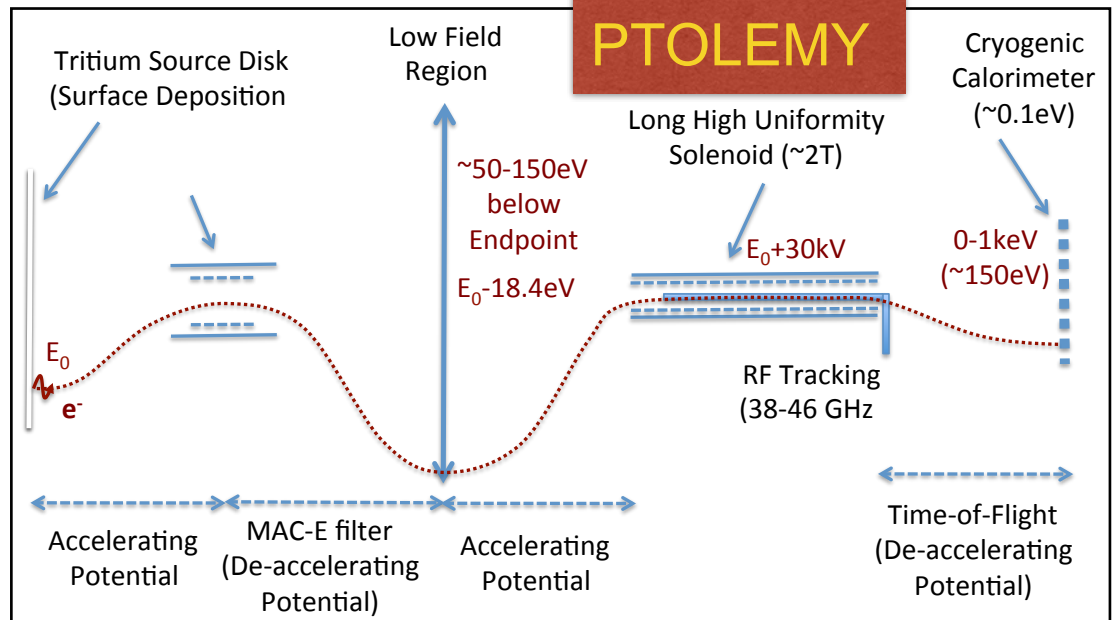 PTOLEMY
Tritium Source Disk
(Surface Deposition
Low Field
Region
Long High Uniformity
Solenoid (~2T)
Cryogenic
Calorimeter
(~0.1eV)
~50-150eV
below
Endpoint
E₀-18.4eV
E₀+30kV
0-1keV
(~150eV)
E₀
e⁻
RF Tracking
(38-46 GHz
Accelerating
Potential
MAC-E filter
(De-accelerating
Potential)
Accelerating
Potential
Time-of-Flight
(De-accelerating
Potential)